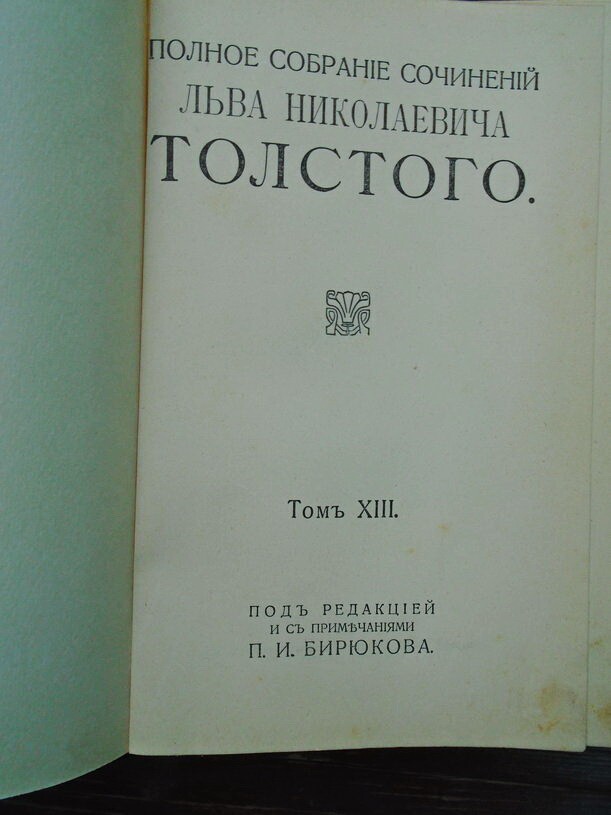 ПОЛНОЕ СОБРАНІЕ СОЧИНЕНІЙ
ЛЬВА НИКОЛАЕВИЧА
ТОЛСТОГО.
Томъ XIII.
ПОДЪ РЕДАКЦІЕЙ
И СЪ ПРИМѢЧАНІЯМИ
П. И. БИРЮКОВА.